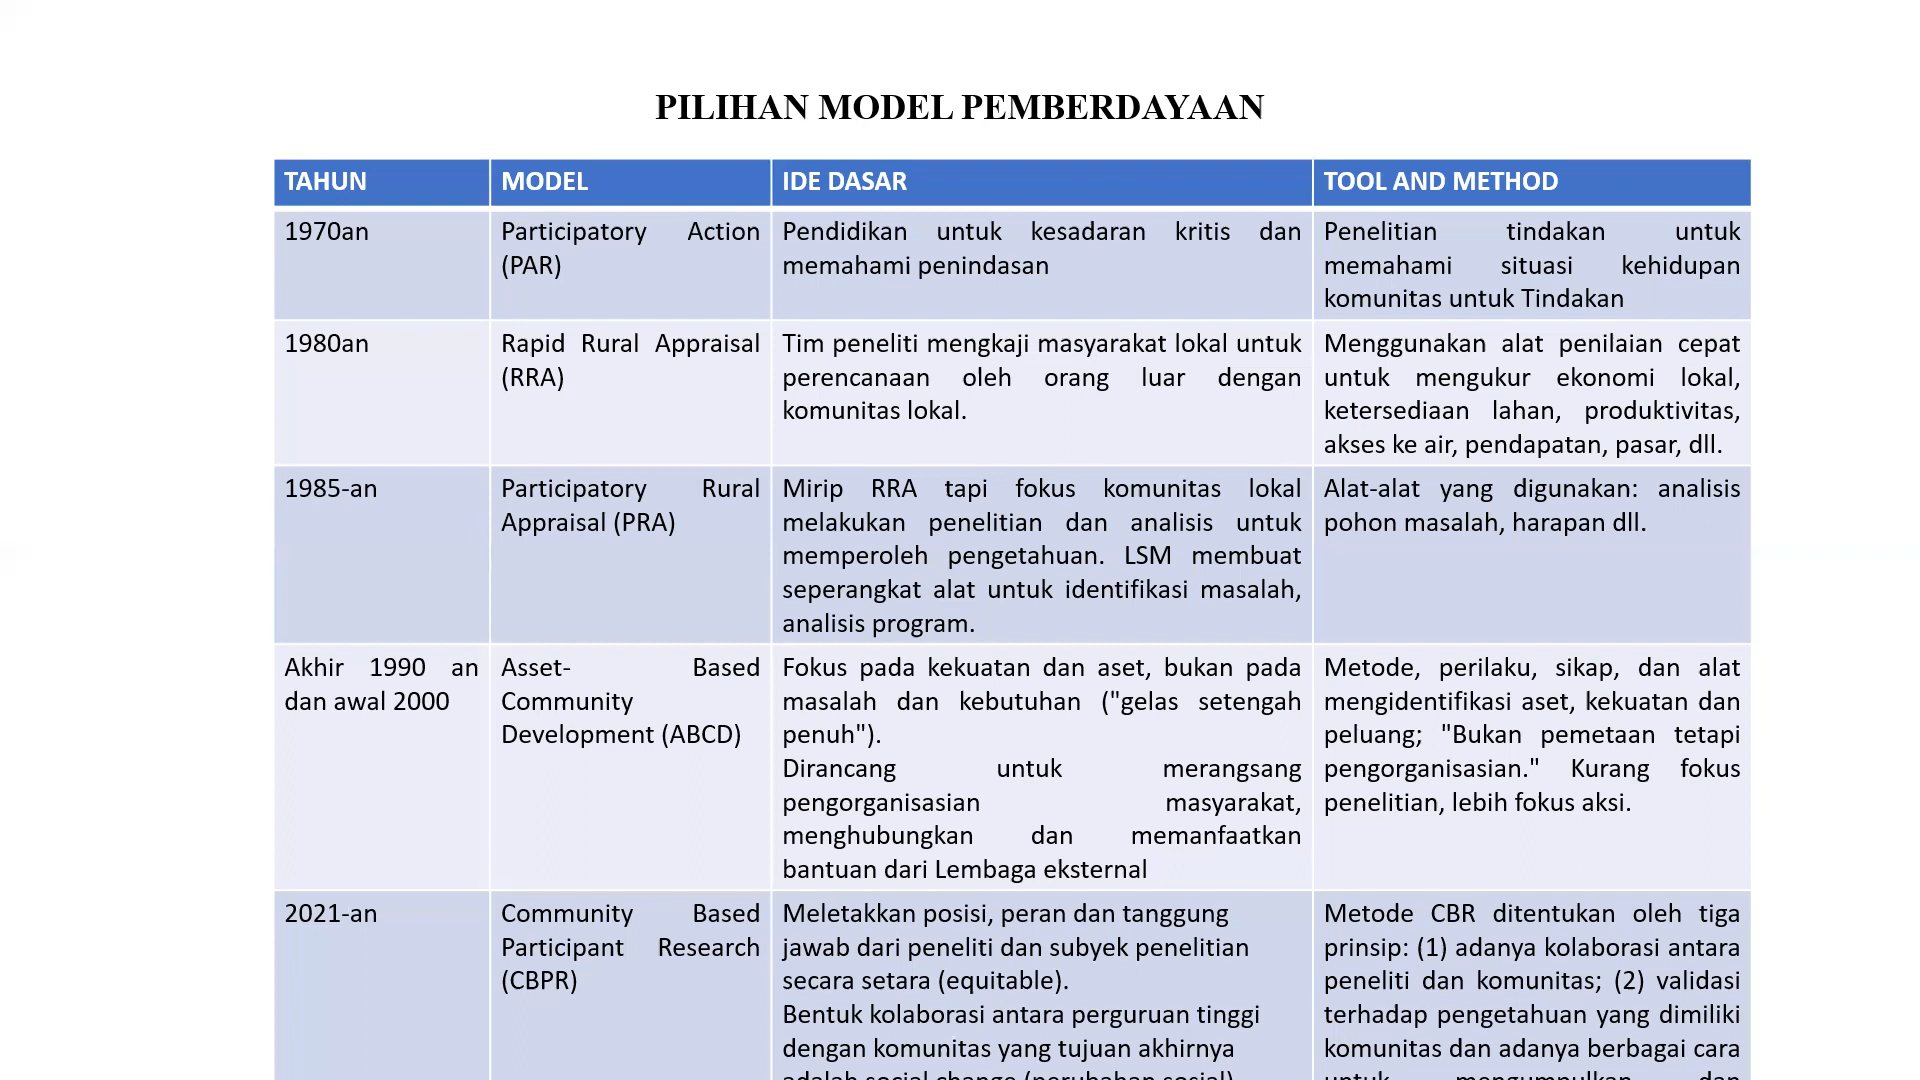 PILIHAN MODEL PEMBERDAYAAN
TAHUN
MODEL
IDE DASAR
TOOL AND METHOD
1970an
Participatory Action
(PAR)
Pendidikan untuk kesadaran kritis dan
memahami penindasan
Penelitian tindakan untuk
memahami situasi kehidupan
komunitas untuk Tindakan
1980an
Rapid Rural Appraisal
(RRA)
Tim peneliti mengkaji masyarakat lokal untuk
perencanaan oleh orang luar dengan
komunitas lokal.
Menggunakan alat penilaian cepat
untuk mengukur ekonomi lokal,
ketersediaan lahan, produktivitas,
akses ke air, pendapatan, pasar, dll.
1985-an
Participatory Rural
Appraisal (PRA)
Mirip RRA tapi fokus komunitas lokal
melakukan penelitian dan analisis untuk
memperoleh pengetahuan. LSM membuat
seperangkat alat untuk identifikasi masalah,
analisis program.
Alat-alat yang digunakan: analisis
pohon masalah, harapan dll.
Akhir 1990 an
dan awal 2000
Asset- Based
Community
Development (ABCD)
Fokus pada kekuatan dan aset, bukan pada
masalah dan kebutuhan ("gelas setengah
penuh").
Dirancang untuk merangsang
pengorganisasian masyarakat,
menghubungkan dan memanfaatkan
bantuan dari Lembaga eksternal
Metode, perilaku, sikap, dan alat
mengidentifikasi aset, kekuatan dan
peluang; "Bukan pemetaan tetapi
pengorganisasian." Kurang fokus
penelitian, lebih fokus aksi.
2021-an
Community Based
Participant Research
(CBPR)
Meletakkan posisi, peran dan tanggung
jawab dari peneliti dan subyek penelitian
secara setara (equitable).
Bentuk kolaborasi antara perguruan tinggi
dengan komunitas yang tujuan akhirnya
adalah social change (perubahan sosial)
Metode CBR ditentukan oleh tiga
prinsip: (1) adanya kolaborasi antara
peneliti dan komunitas; (2) validasi
terhadap pengetahuan yang dimiliki
komunitas dan adanya berbagai cara
untuk mengumpulkan dan